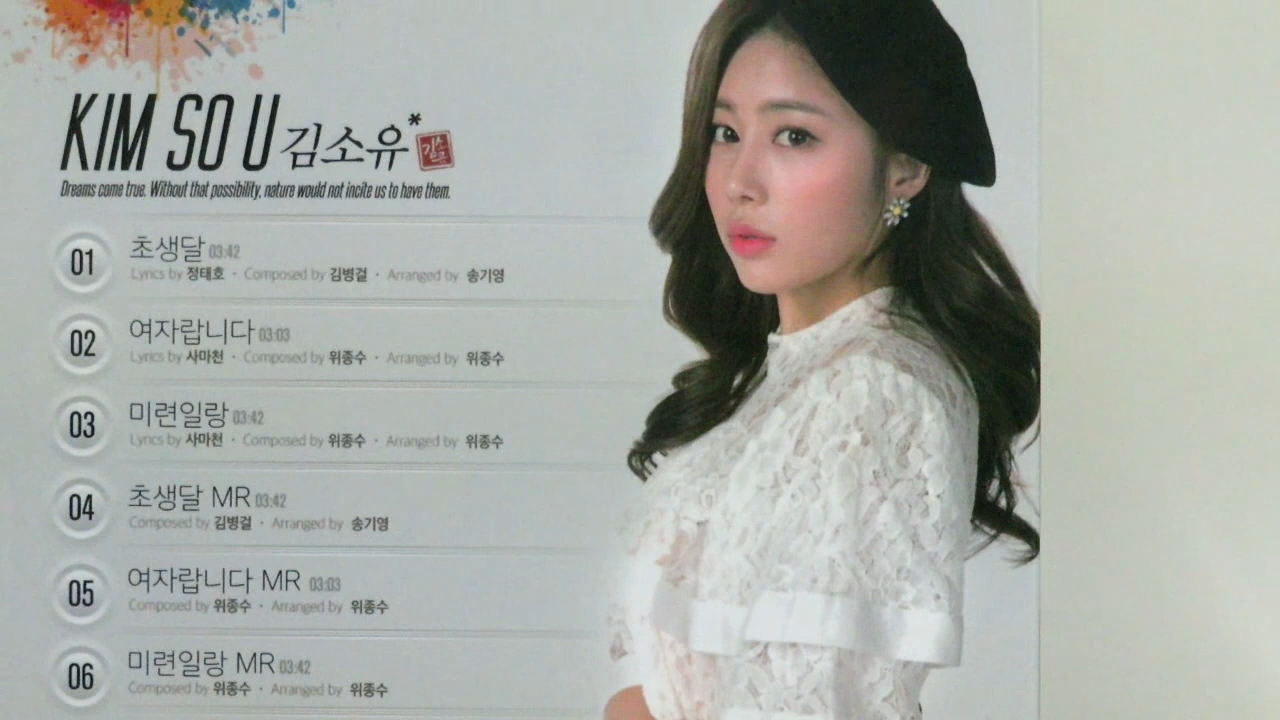 KIM SO U 김소유*
Dreams come true. Without that possibility, nature would not incite us to have them.
01 초생달 03:42
Lyrics by 정태호 · Composed by 김병걸 · Arranged by 송기영
02 여자랍니다 03:03
Lyrics by 사마천 · Composed by 위종수 · Arranged by 위종수
03 미련일랑 03:42
Lyrics by 사마천 · Composed by 위종수 · Arranged by 위종수
04 초생달 MR 03:42
Composed by 김병걸 · Arranged by 송기영
05 여자랍니다 MR 03:03
Composed by 위종수 · Arranged by 위종수
06 미련일랑 MR 03:42
Composed by 위종수 · Arranged by 위종수